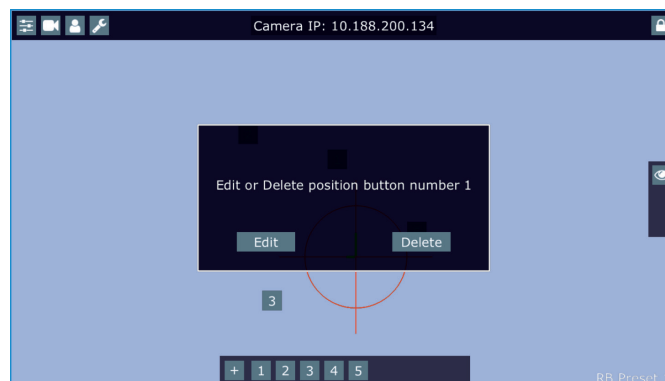 Camera IP: 10.188.200.134
Edit or Delete position button number 1
Edit Delete
3
+ 1 2 3 4 5
RB Preset